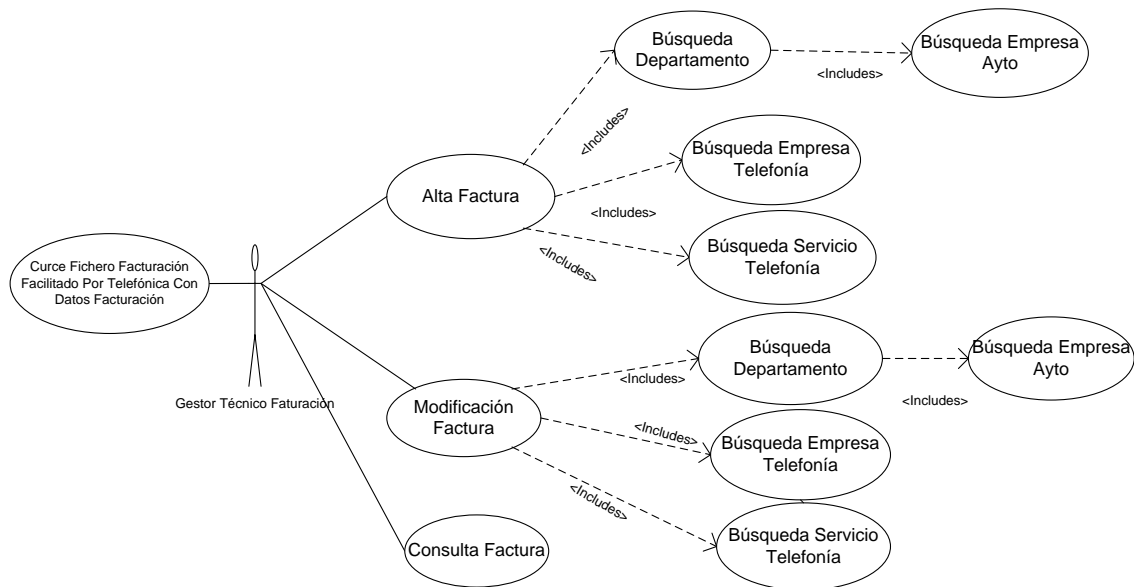 Búsqueda
Departamento
<Includes>
Búsqueda Empresa
Ayto
<Includes>
Búsqueda Empresa
Telefonía
Alta Factura
<Includes>
<Includes>
Búsqueda Servicio
Telefonía
Curce Fichero Facturación
Facilitado Por Telefónica Con
Datos Facturación
Gestor Técnico Faturación
Búsqueda
Departamento
<Includes>
Búsqueda Empresa
Ayto
<Includes>
Modificación
Factura
<Includes>
Búsqueda Empresa
Telefonía
<Includes>
Búsqueda Servicio
Telefonía
Consulta Factura